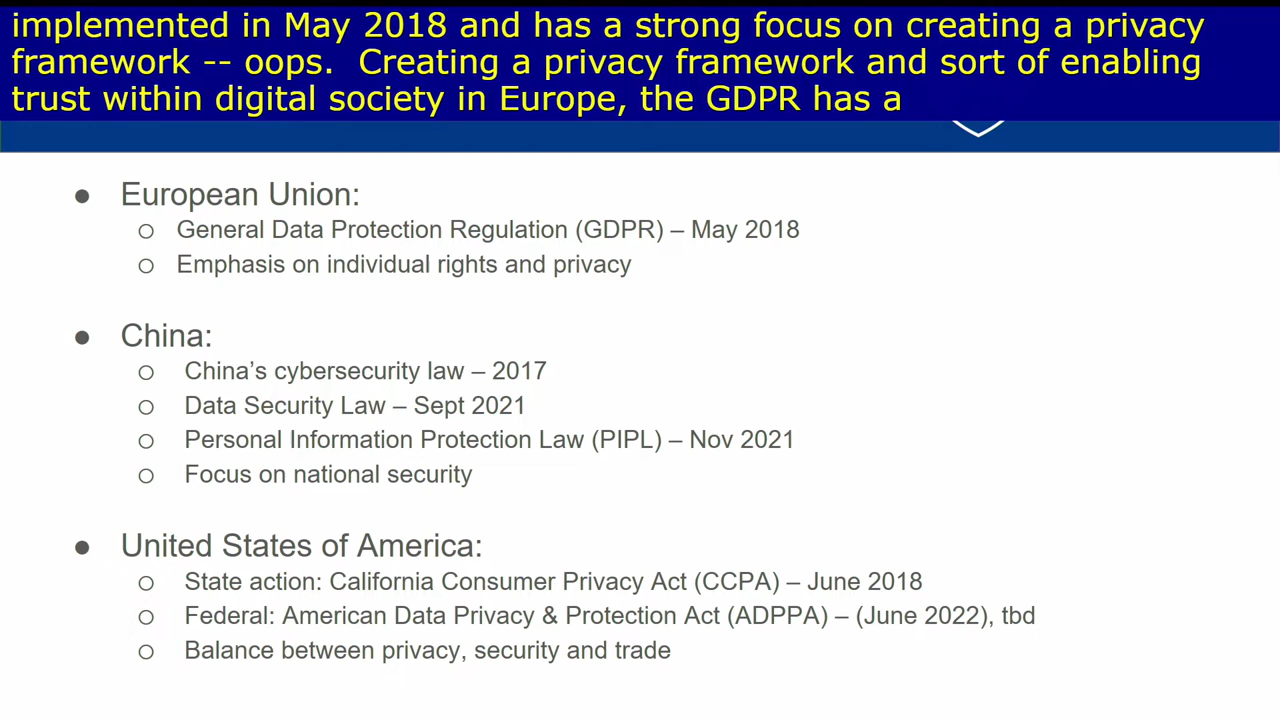 implemented in May 2018 and has a strong focus on creating a privacy
framework -- oops.  Creating a privacy framework and sort of enabling
trust within digital society in Europe, the GDPR has a
● European Union:
○ General Data Protection Regulation (GDPR) – May 2018
○ Emphasis on individual rights and privacy
● China:
○ China’s cybersecurity law – 2017
○ Data Security Law – Sept 2021
○ Personal Information Protection Law (PIPL) – Nov 2021
○ Focus on national security
● United States of America:
○ State action: California Consumer Privacy Act (CCPA) – June 2018
○ Federal: American Data Privacy & Protection Act (ADPPA) – (June 2022), tbd
○ Balance between privacy, security and trade